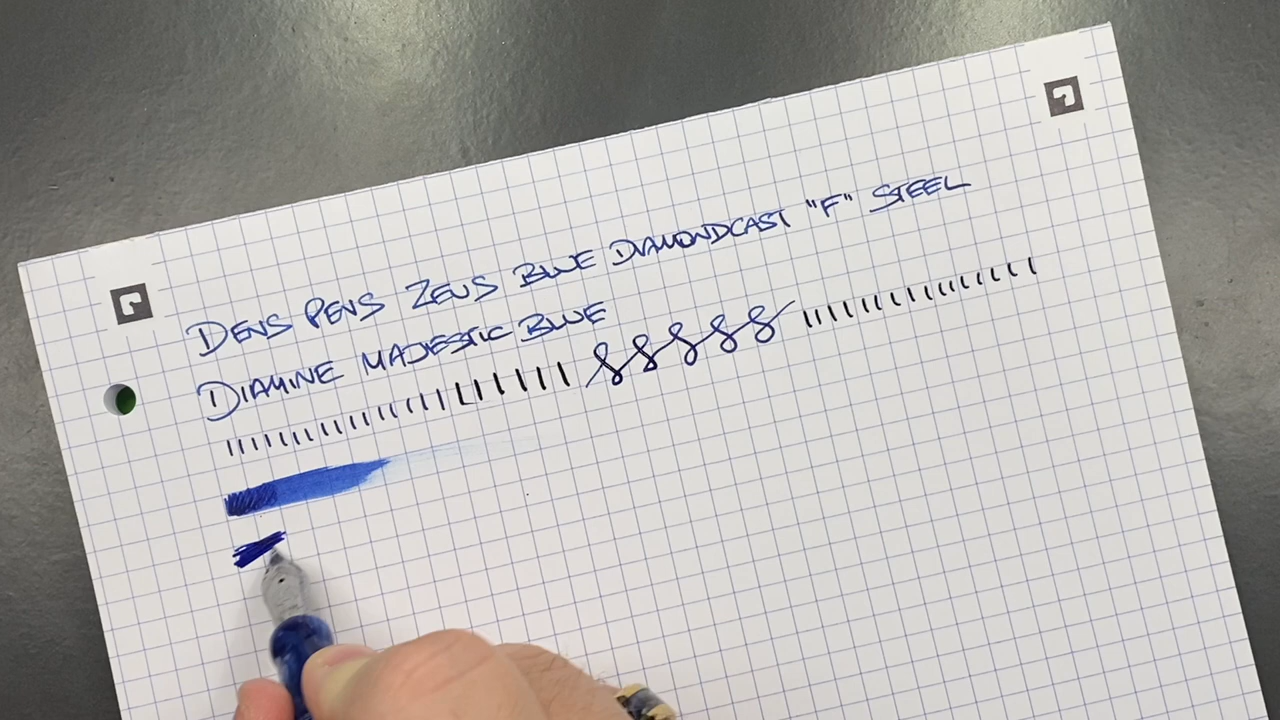 DENS PENS ZEUS BLUE DIAMONDCAST "F" STEEL
DIAMINE MAJESTIC BLUE